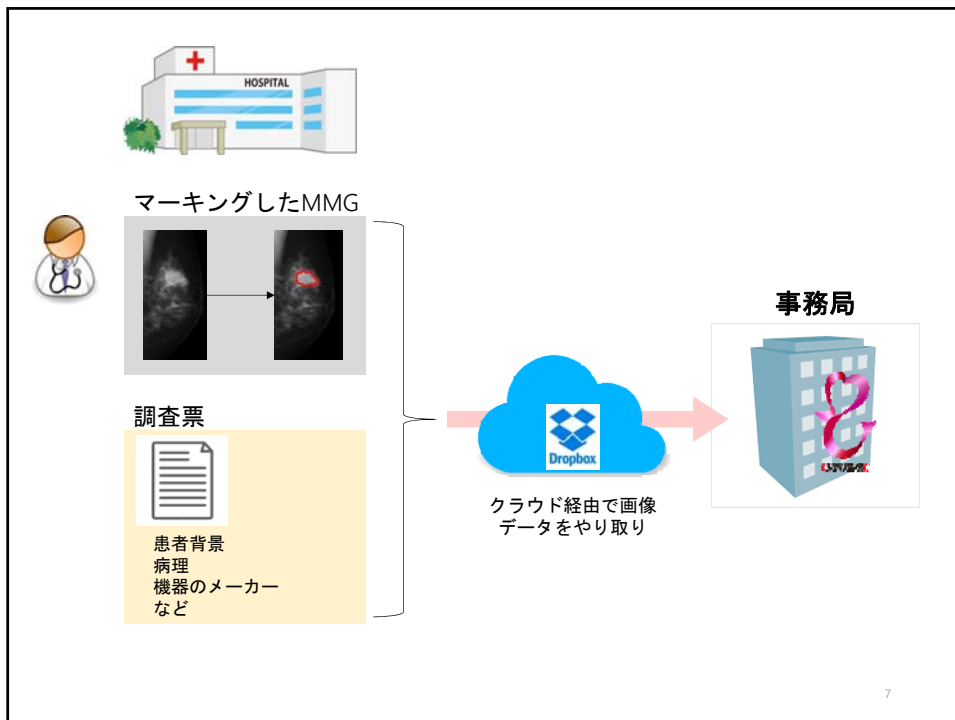 HOSPITAL
マーキングしたMMG
調査票
患者背景
病理
機器のメーカー
など
Dropbox
クラウド経由で画像
データをやり取り
事務局
7